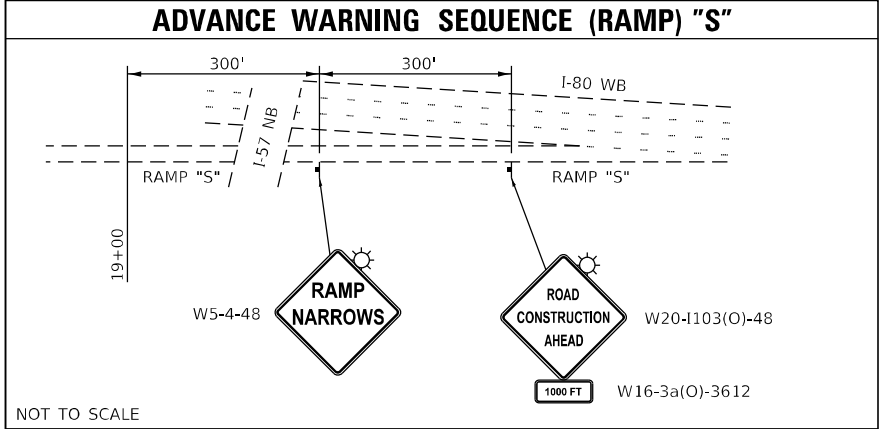 ADVANCE WARNING SEQUENCE (RAMP) "S"
300'
300'
I-80 WB
I-57 NB
RAMP "S"
RAMP "S"
19+00
RAMP
NARROWS
W5-4-48
ROAD
CONSTRUCTION
AHEAD
W20-I103(O)-48
1000 FT
W16-3a(O)-3612
NOT TO SCALE